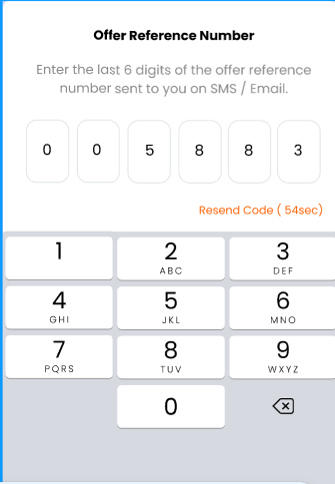 Offer Reference Number
Enter the last 6 digits of the offer reference
number sent to you on SMS / Email.
0 0 5 8 8 3
Resend Code ( 54sec)
1 2 3
ABC DEF
4 5 6
GHI JKL MNO
7 8 9
PQRS TUV WXYZ
0